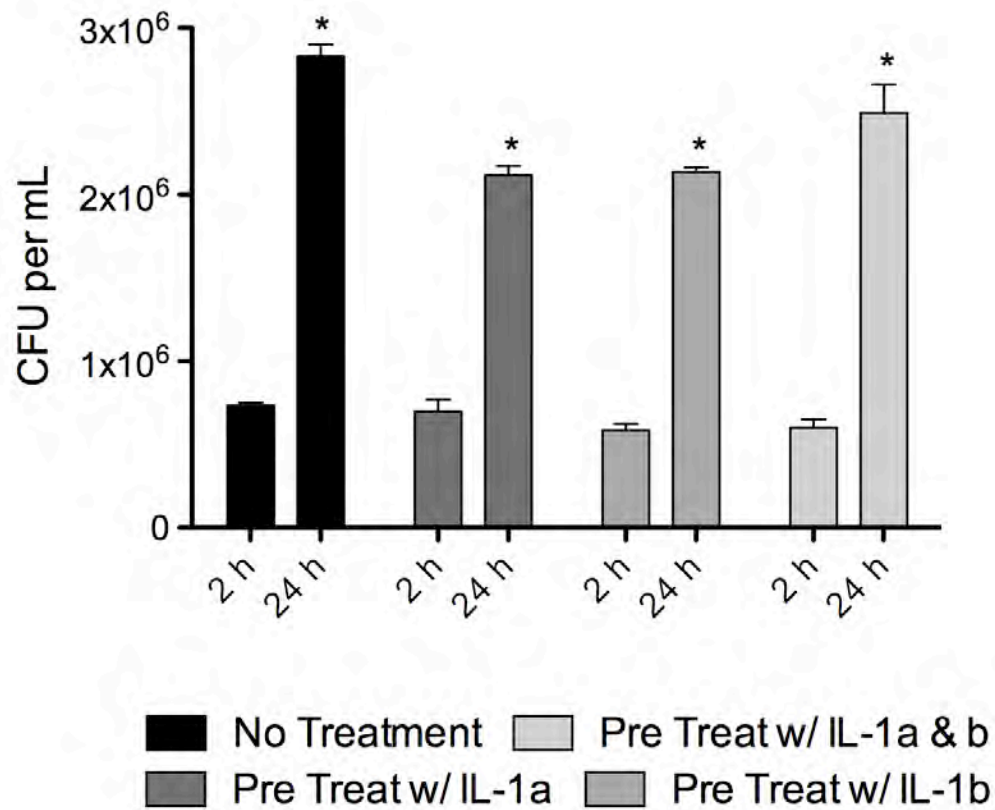 CFU per mL
3x10⁶
2x10⁶
1x10⁶
0
*
*
*
*
2 h
24 h
2 h
24 h
2 h
24 h
2 h
24 h
No Treatment
Pre Treat w/ IL-1a & b
Pre Treat w/ IL-1a
Pre Treat w/ IL-1b